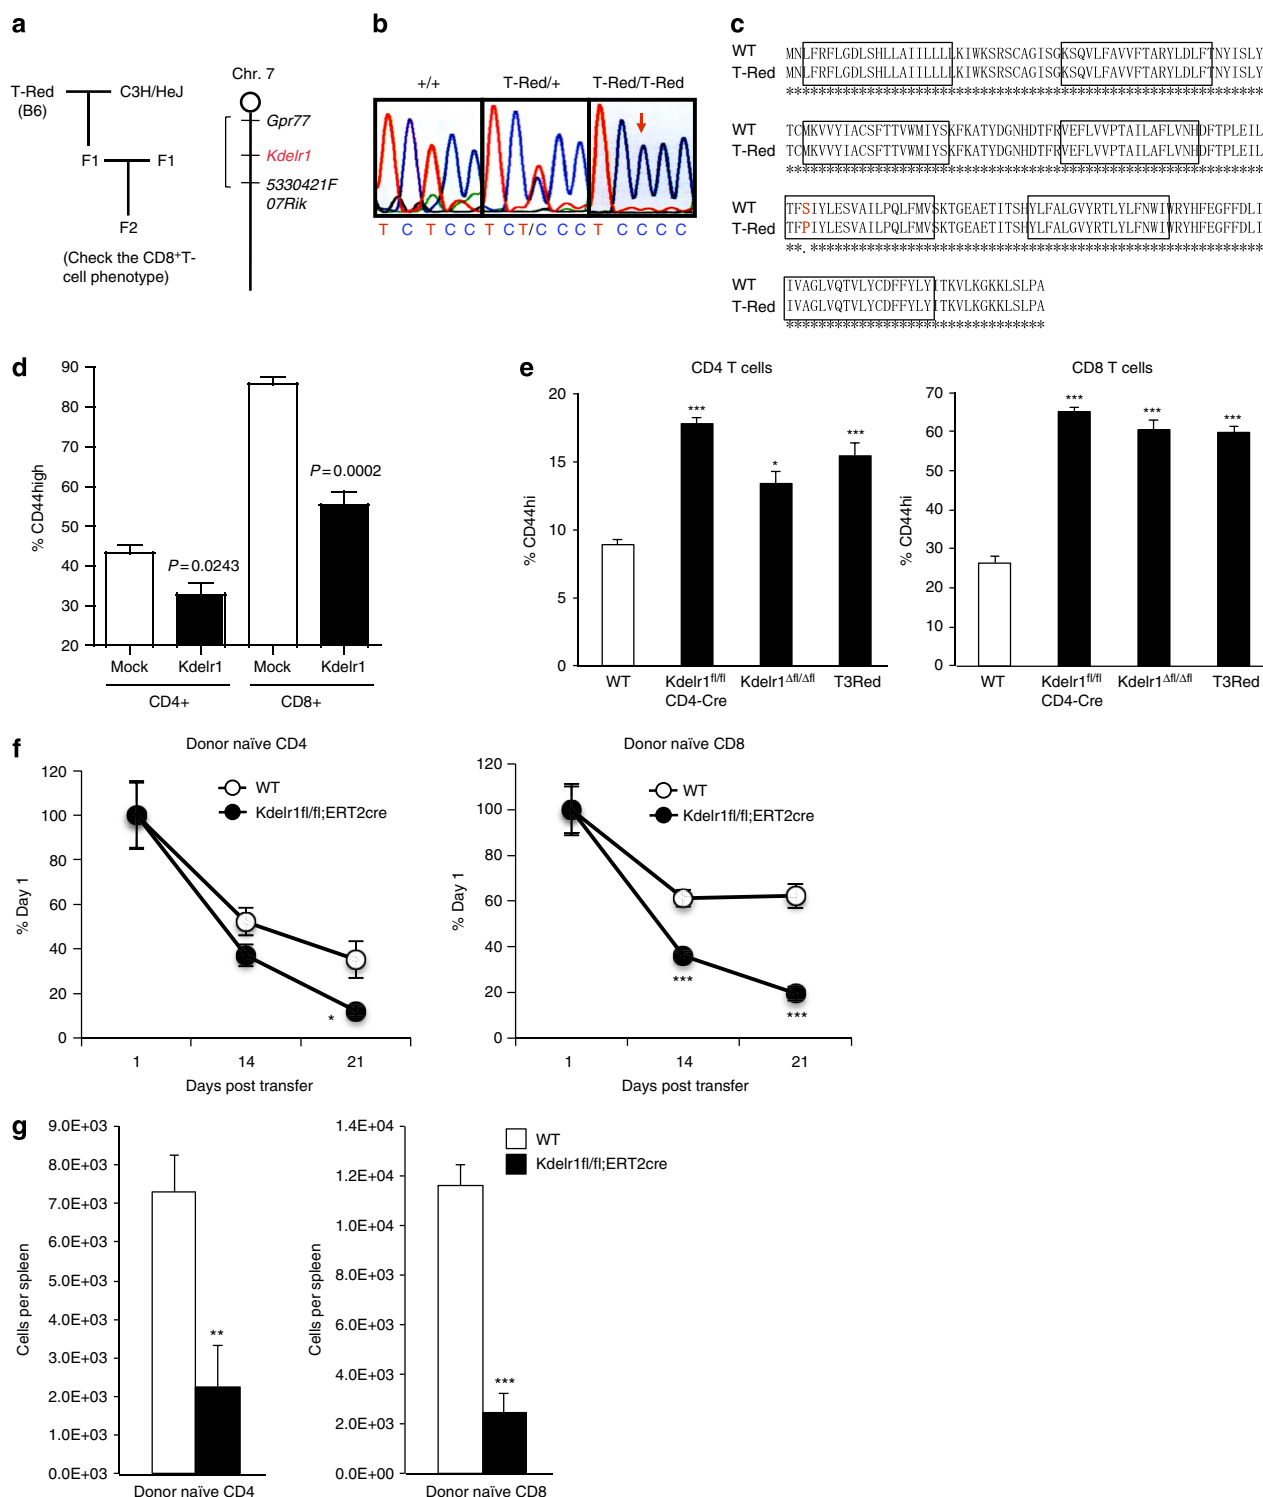 a
T-Red
(B6)
C3H/HeJ
F1
F1
F2
(Check the CD8+T-
cell phenotype)
Chr. 7
Gpr77
Kdelr1
5330421F
07Rik
b
+/+
T-Red/+
T-Red/T-Red
T C T C C T C T/C C C T C C C C
c
WT MNLFRFLGDLSHLLAIILLLLKIWKSRSCAGISGKSQVLFAVVFTARYLDLFTNYISLY
T-Red MNLFRFLGDLSHLLAIILLLLKIWKSRSCAGISGKSQVLFAVVFTARYLDLFTNYISLY
***********************************************************
WT TCMKVVYIACSFTTVWMIYSKFKATYDGNHDTFRVEFLVVPTAILAFLVNHDFTPLEIL
T-Red TCMKVVYIACSFTTVWMIYSKFKATYDGNHDTFRVEFLVVPTAILAFLVNHDFTPLEIL
***********************************************************
WT TFSIYLESVAILPQLFMVSKTGEAETITSHYLFALGVYRTLYLFNWIWRYHFEGFFDLI
T-Red TFPIYLESVAILPQLFMVSKTGEAETITSHYLFALGVYRTLYLFNWIWRYHFEGFFDLI
**.********************************************************
WT IVAGLVQTVLYCDFFYLYITKVLKGKKLSLPA
T-Red IVAGLVQTVLYCDFFYLYITKVLKGKKLSLPA
********************************
d
% CD44high
90
80
70
60
50
40
30
20
P=0.0243
P=0.0002
Mock
Kdelr1
Mock
Kdelr1
CD4+
CD8+
e
CD4 T cells
% CD44hi
20
15
10
5
0
***
*
***
WT
Kdelr1fl/fl
CD4-Cre
Kdelr1Δfl/Δfl
T3Red
CD8 T cells
% CD44hi
70
60
50
40
30
20
10
0
***
***
***
WT
Kdelr1fl/fl
CD4-Cre
Kdelr1Δfl/Δfl
T3Red
f
Donor naïve CD4
% Day 1
120
100
80
60
40
20
0
WT
Kdelr1fl/fl;ERT2cre
*
1
14
21
Days post transfer
Donor naïve CD8
% Day 1
120
100
80
60
40
20
0
WT
Kdelr1fl/fl;ERT2cre
***
***
1
14
21
Days post transfer
g
Cells per spleen
9.0E+03
8.0E+03
7.0E+03
6.0E+03
5.0E+03
4.0E+03
3.0E+03
2.0E+03
1.0E+03
0.0E+03
**
Donor naïve CD4
Cells per spleen
1.4E+04
1.2E+04
1.0E+04
8.0E+03
6.0E+03
4.0E+03
2.0E+03
0.0E+00
***
Donor naïve CD8
WT
Kdelr1fl/fl;ERT2cre